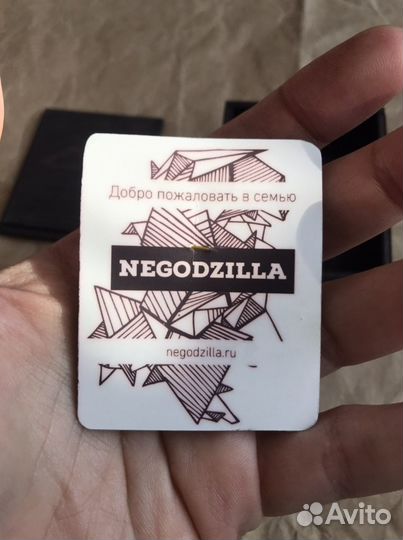 Добро пожаловать в семью
NEGODZILLA
negodzilla.ru
Avito